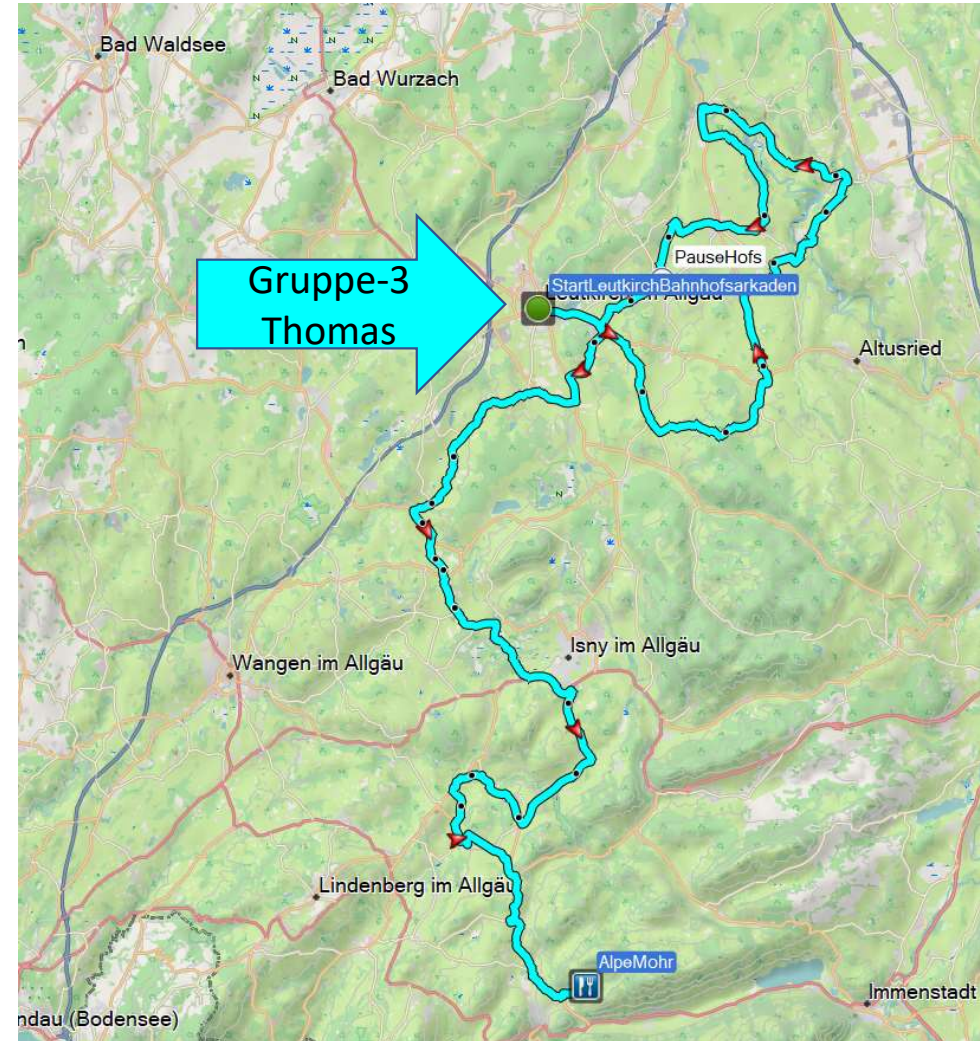 Bad Waldsee
Bad Wurzach
Gruppe-3
Thomas
PauseHofs
StartLeutkirchBahnhofsarkaden
Altusried
Isny im Allgäu
Wangen im Allgäu
Lindenberg im Allgäu
AlpeMohr
Immenstadt
ndau (Bodensee)